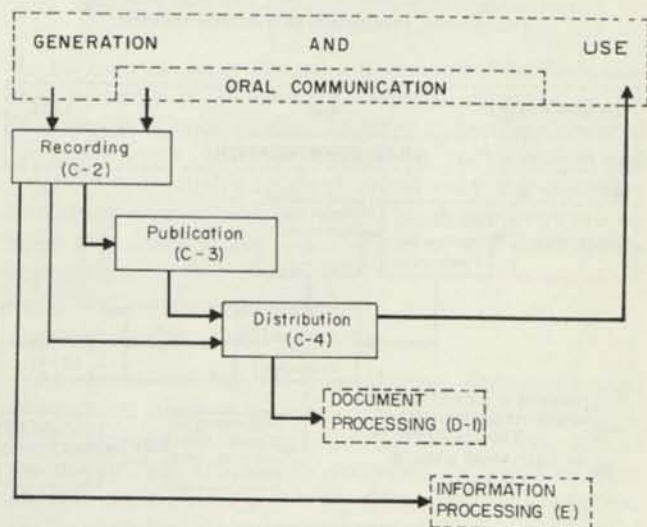 GENERATION AND USE
ORAL COMMUNICATION
Recording
(C-2)
Publication
(C-3)
Distribution
(C-4)
DOCUMENT
PROCESSING (D-1)
INFORMATION
PROCESSING (E)